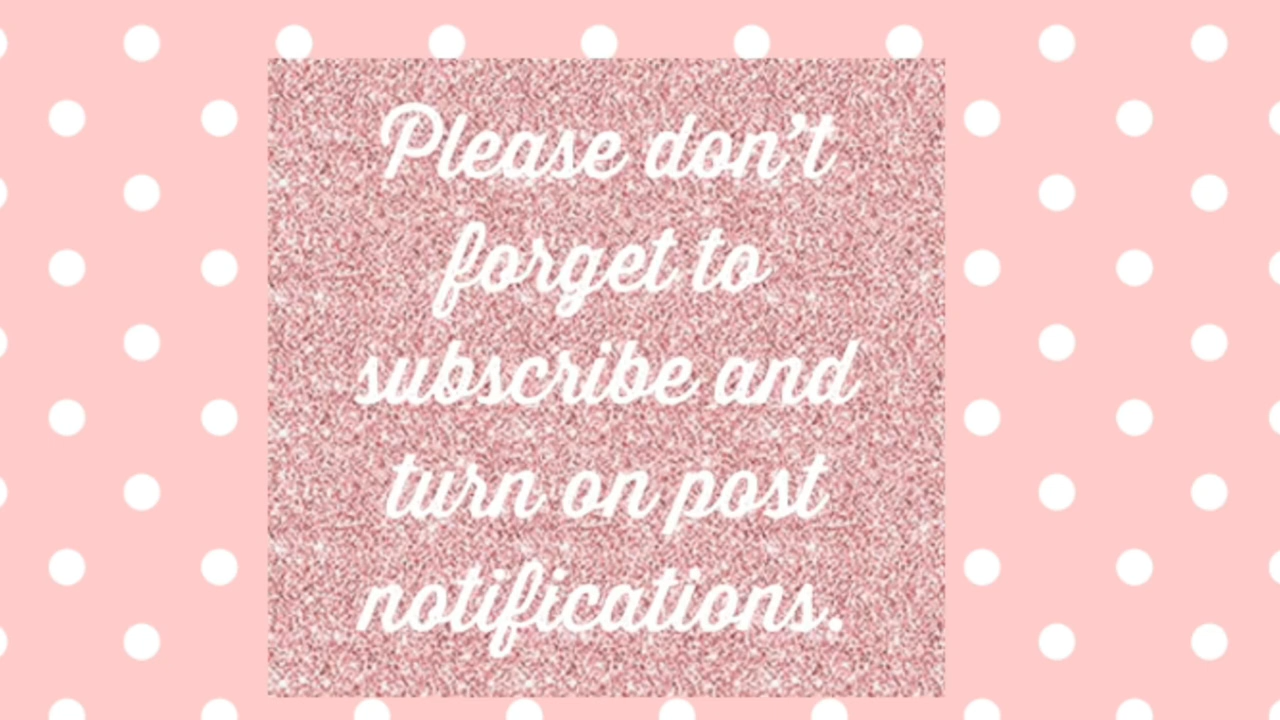 Please don’t
forget to
subscribe and
turn on post
notifications.